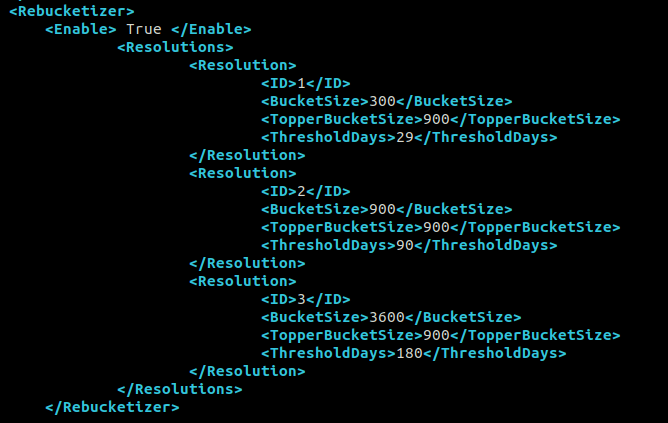 <Rebucketizer>
<Enable> True </Enable>
<Resolutions>
<Resolution>
<ID>1</ID>
<BucketSize>300</BucketSize>
<TopperBucketSize>900</TopperBucketSize>
<ThresholdDays>29</ThresholdDays>
</Resolution>
<Resolution>
<ID>2</ID>
<BucketSize>900</BucketSize>
<TopperBucketSize>900</TopperBucketSize>
<ThresholdDays>90</ThresholdDays>
</Resolution>
<Resolution>
<ID>3</ID>
<BucketSize>3600</BucketSize>
<TopperBucketSize>900</TopperBucketSize>
<ThresholdDays>180</ThresholdDays>
</Resolution>
</Resolutions>
</Rebucketizer>